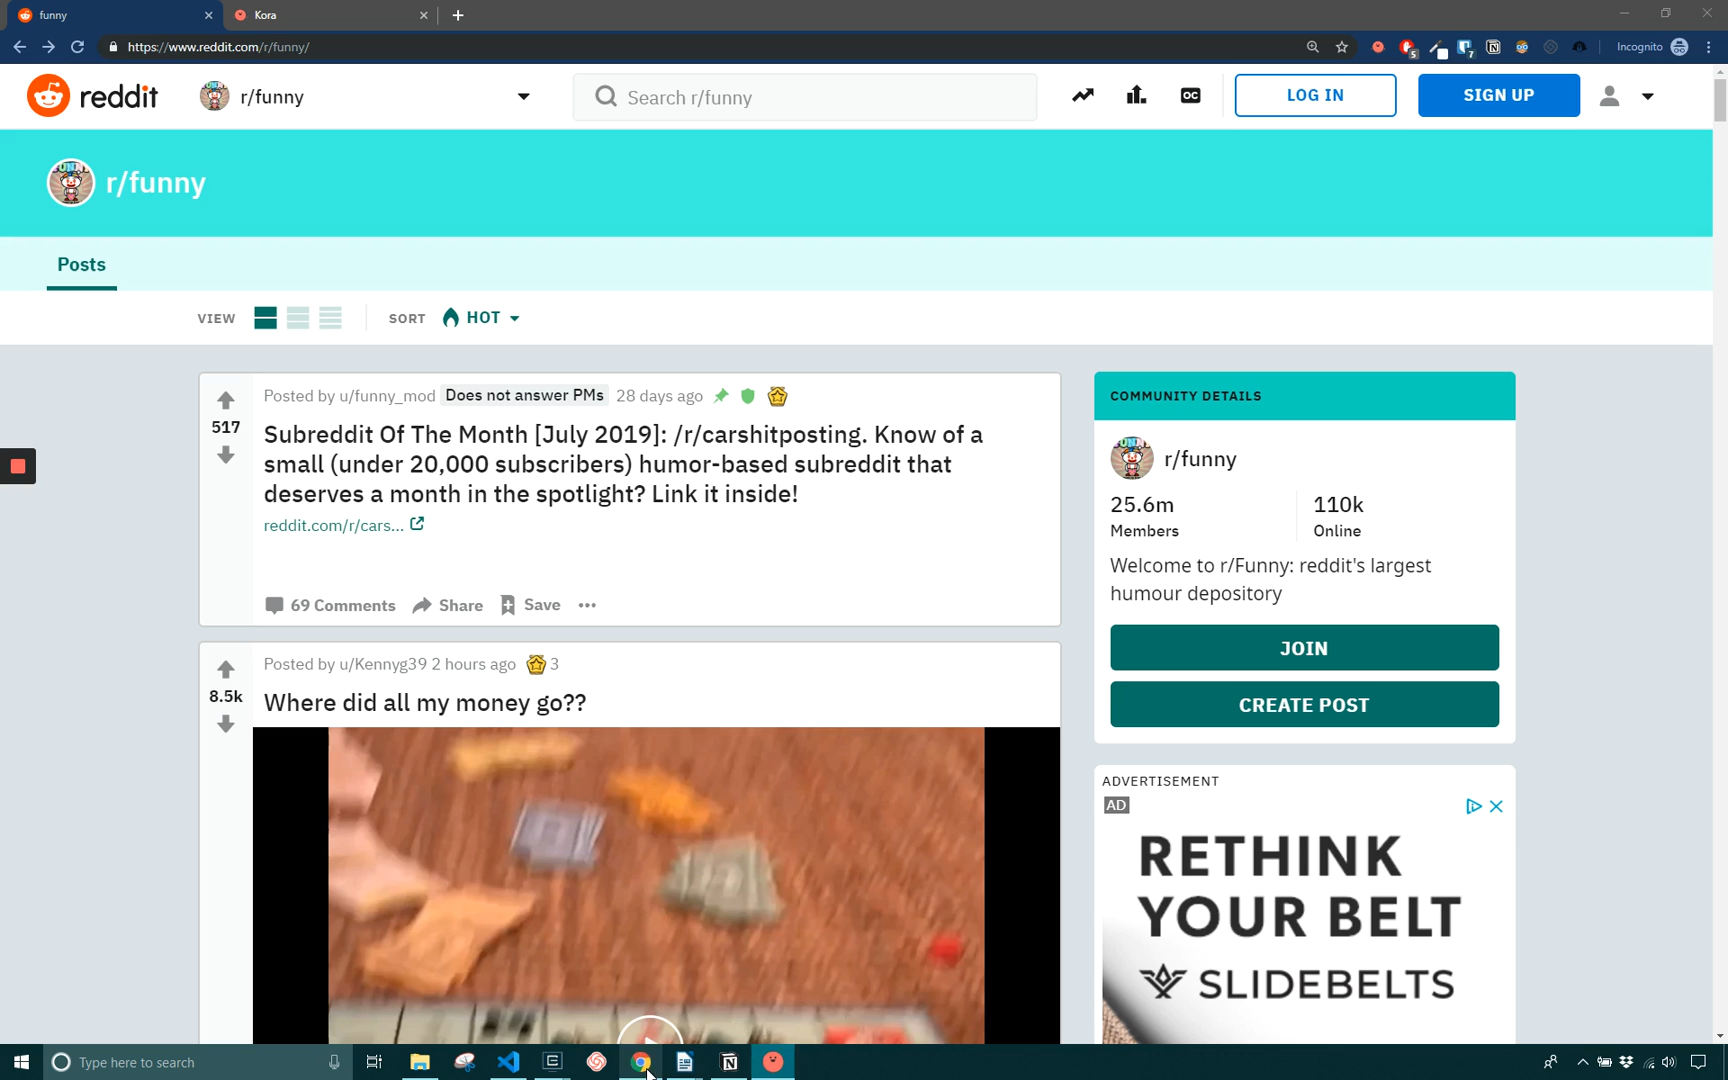 funny
Kora
https://www.reddit.com/r/funny/
5
7
Incognito
reddit
r/funny
Search r/funny
OC
LOG IN
SIGN UP
r/funny
Posts
VIEW
SORT
HOT
517
Posted by u/funny_mod Does not answer PMs 28 days ago
Subreddit Of The Month [July 2019]: /r/carshitposting. Know of a
small (under 20,000 subscribers) humor-based subreddit that
deserves a month in the spotlight? Link it inside!
reddit.com/r/cars...
69 Comments Share Save
8.5k
Posted by u/Kennyg39 2 hours ago 3
Where did all my money go??
COMMUNITY DETAILS
r/funny
25.6m 110k
Members Online
Welcome to r/Funny: reddit's largest
humour depository
JOIN
CREATE POST
ADVERTISEMENT
AD
RETHINK
YOUR BELT
SLIDEBELTS
Type here to search